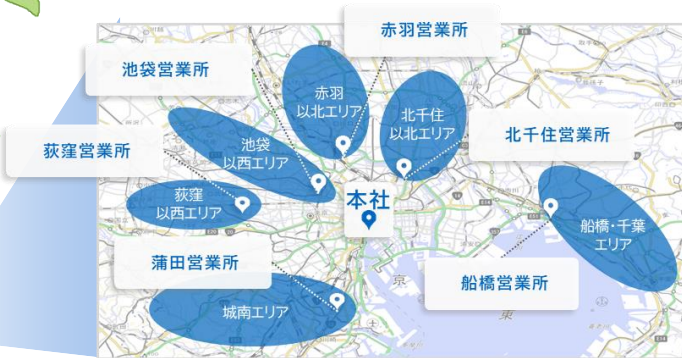 赤羽営業所
池袋営業所
赤羽
以北エリア
北千住
以北エリア
北千住営業所
荻窪営業所
池袋
以西エリア
荻窪
以西エリア
本社
船橋・千葉
エリア
蒲田営業所
船橋営業所
城南エリア
京
東